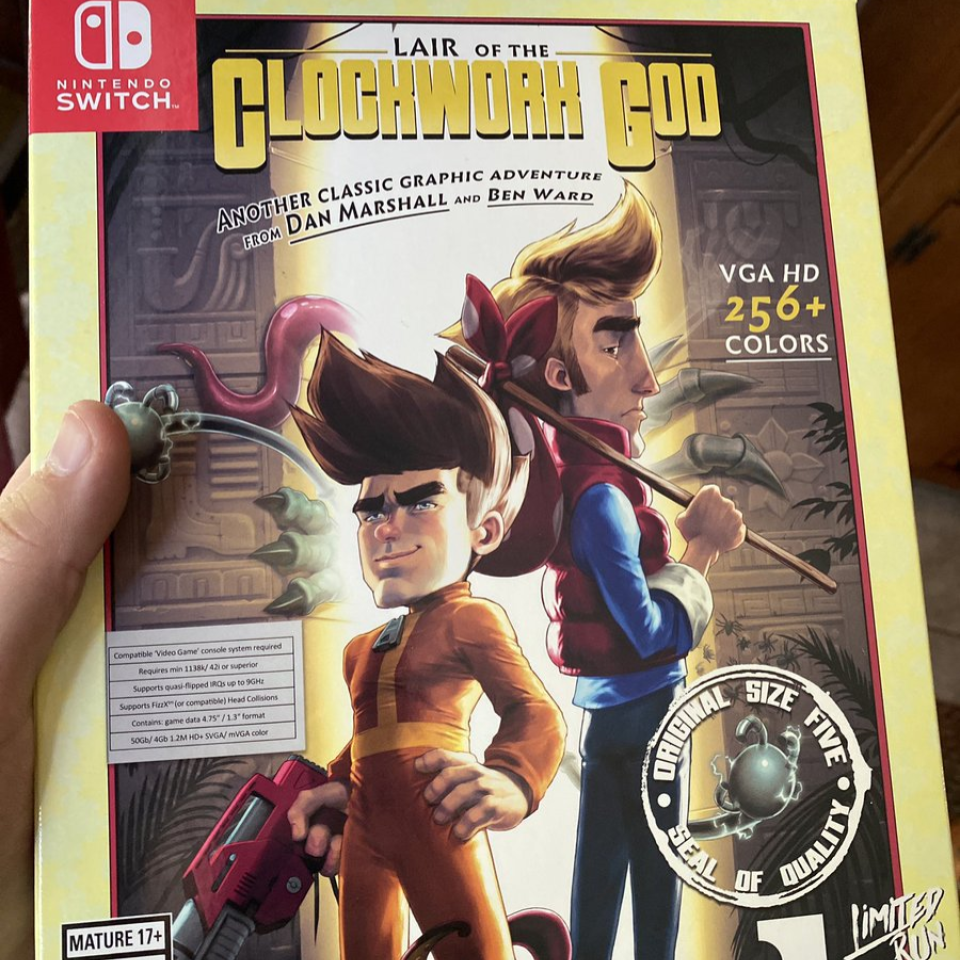 NINTENDO
SWITCH™
LAIR OF THE
CLOCKWORK GOD
ANOTHER CLASSIC GRAPHIC ADVENTURE
FROM DAN MARSHALL AND BEN WARD
VGA HD
256+
COLORS
Compatible 'Video Game' console system required
Requires min 1138k/ 42i or superior
Supports quasi-flipped IRQs up to 9GHz
Supports FizzX™ (or compatible) Head Collisions
Contains: game data 4.75" / 1.3" format
50Gb/ 4Gb 1.2M HD+ SVGA/ mVGA color
ORIGINAL SIZE FIVE
SEAL OF QUALITY
MATURE 17+
LIMITED
RUN